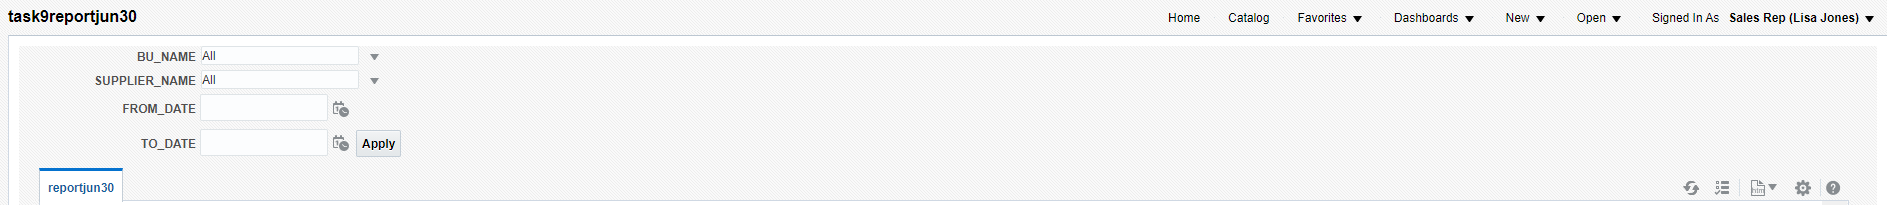 task9reportjun30
Home Catalog Favorites Dashboards New Open Signed In As Sales Rep (Lisa Jones)
BU_NAME All
SUPPLIER_NAME All
FROM_DATE
TO_DATE Apply
reportjun30